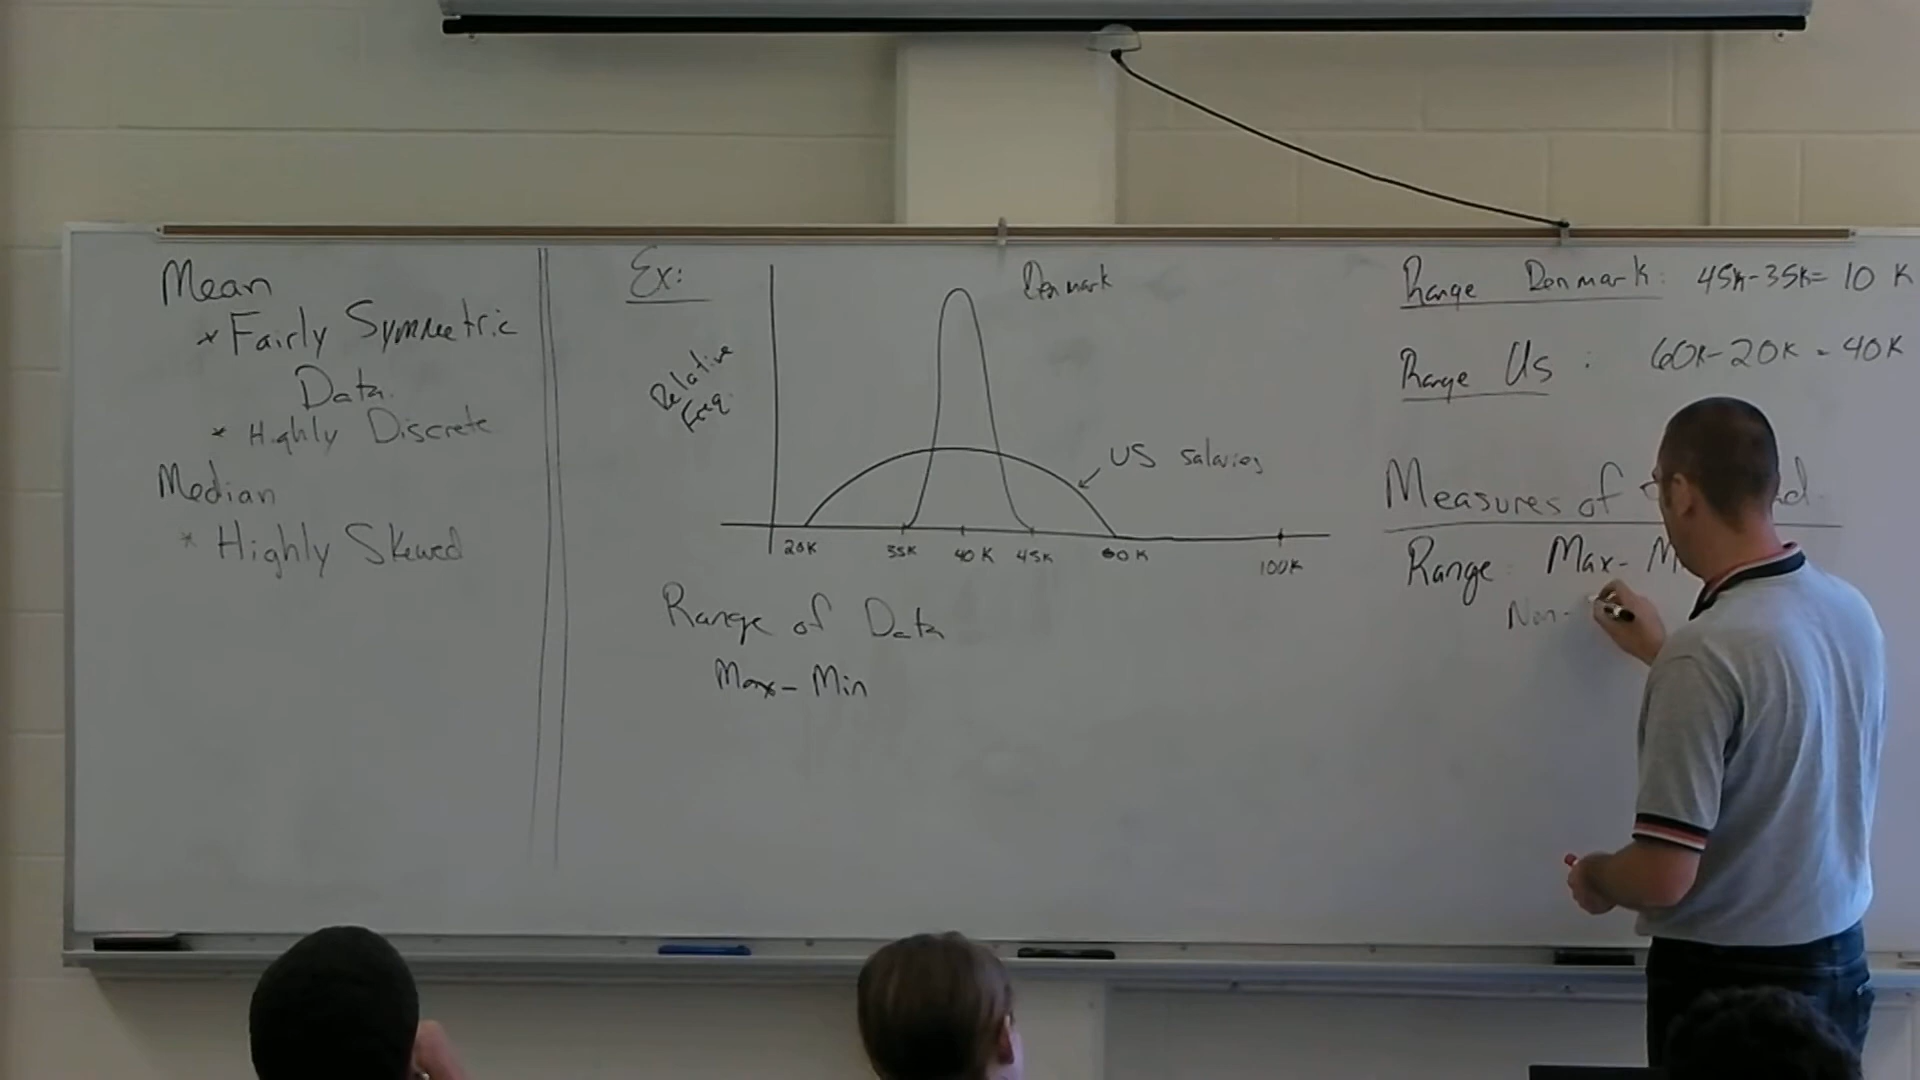 Mean
* Fairly Symmetric
Data.
* Highly Discrete
Median
* Highly Skewed
Ex:
Relative
Freq.
Denmark
US salaries
20K 35K 40K 45K 60K 100K
Range of Data
Max - Min
Range Denmark: 45K-35K= 10 K
Range US : 60K-20K = 40K
Measures of
Range: Max- M
Non-